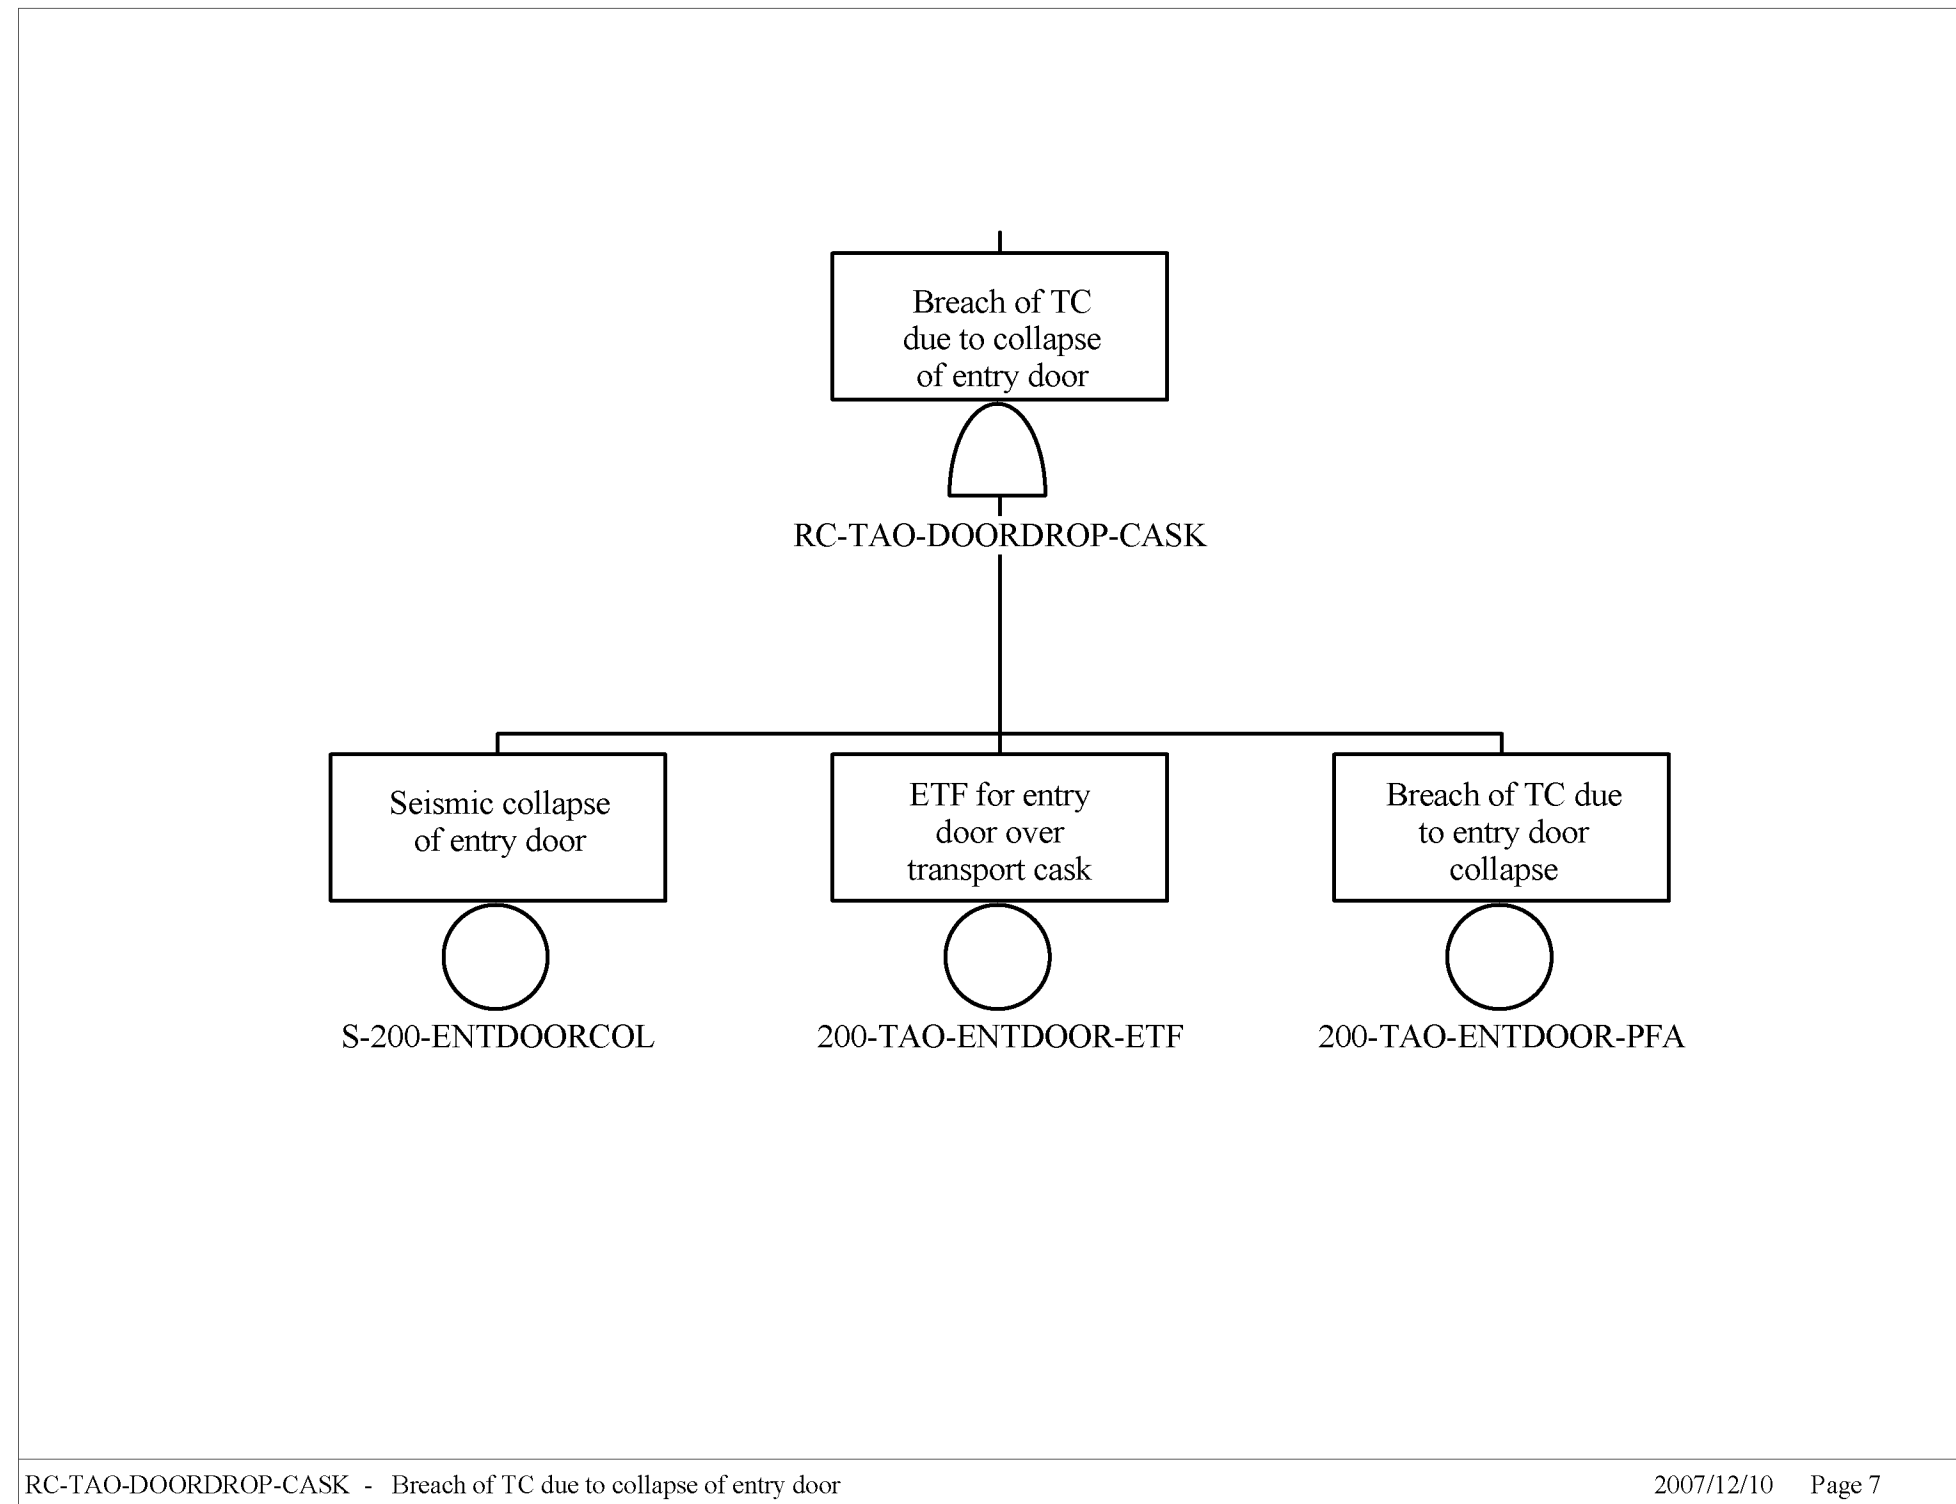 Breach of TC
due to collapse
of entry door
RC-TAO-DOORDROP-CASK
Seismic collapse
of entry door
S-200-ENTDOORCOL
ETF for entry
door over
transport cask
200-TAO-ENTDOOR-ETF
Breach of TC due
to entry door
collapse
200-TAO-ENTDOOR-PFA
RC-TAO-DOORDROP-CASK - Breach of TC due to collapse of entry door
2007/12/10 Page 7